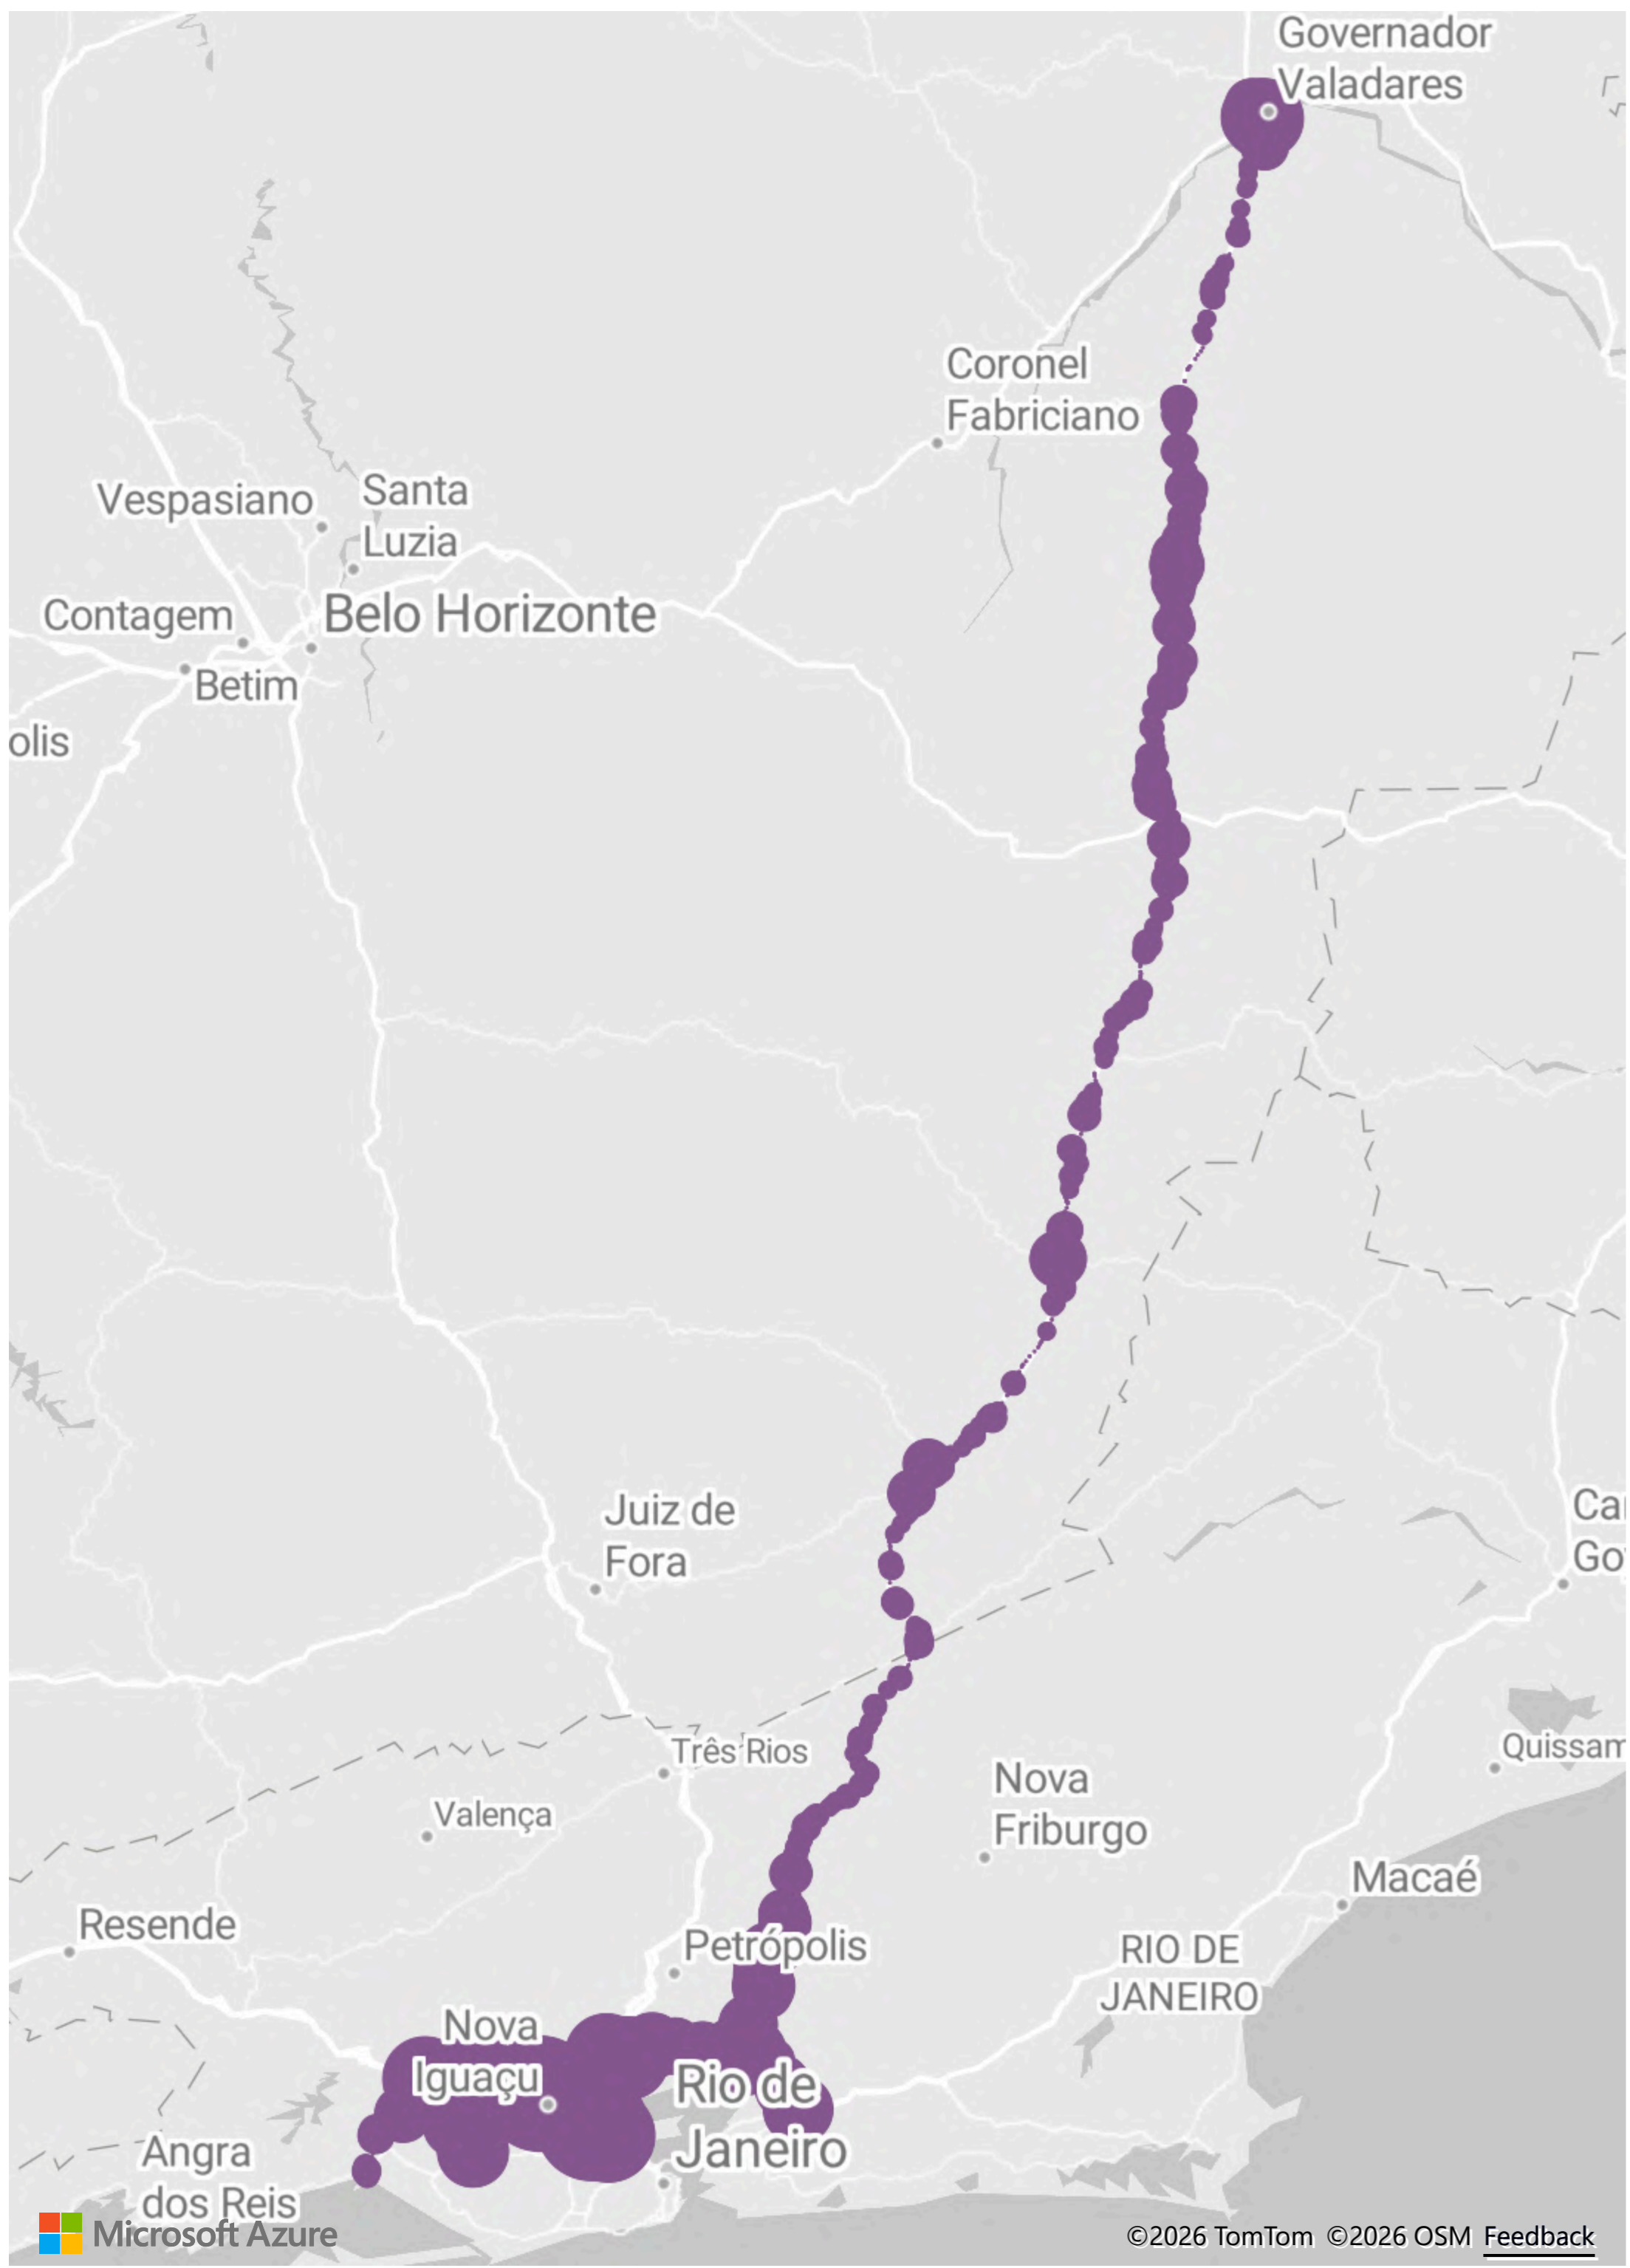 Governador
Valadares
Coronel
Fabriciano
Vespasiano
Santa
Luzia
Contagem
Belo Horizonte
Betim
olis
Juiz de
Fora
Car
Go
Três Rios
Quissam
Nova
Friburgo
Valença
Macaé
Resende
Petrópolis
RIO DE
JANEIRO
Nova
Iguaçu
Rio de
Janeiro
Angra
dos Reis
Microsoft Azure
©2026 TomTom ©2026 OSM Feedback